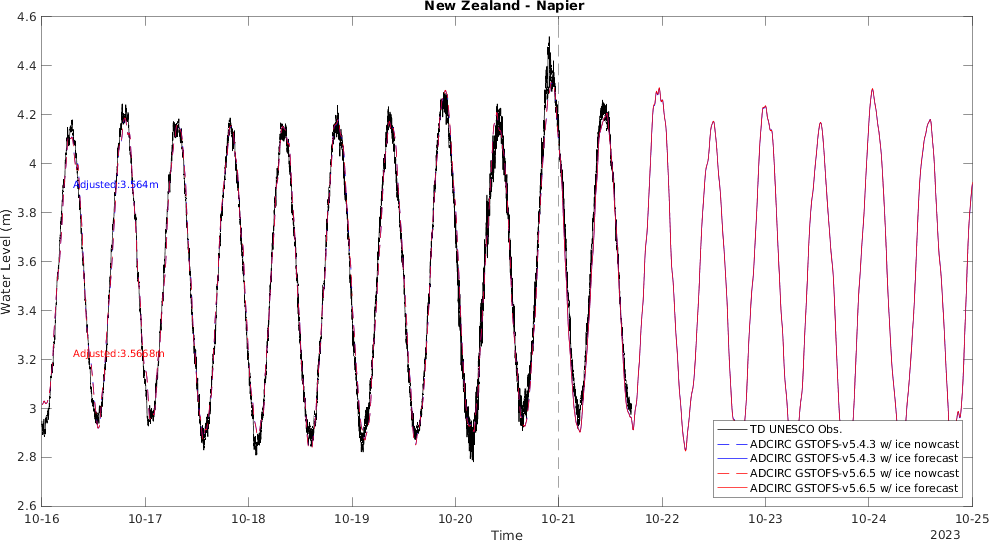 New Zealand - Napier
4.6
4.4
4.2
4
3.8
3.6
3.4
3.2
3
2.8
2.6
Water Level (m)
Adjusted:3.564m
Adjusted:3.5668m
TD UNESCO Obs.
ADCIRC GSTOFS-v5.4.3 w/ ice nowcast
ADCIRC GSTOFS-v5.4.3 w/ ice forecast
ADCIRC GSTOFS-v5.6.5 w/ ice nowcast
ADCIRC GSTOFS-v5.6.5 w/ ice forecast
10-16 10-17 10-18 10-19 10-20 10-21 10-22 10-23 10-24 10-25
Time
2023